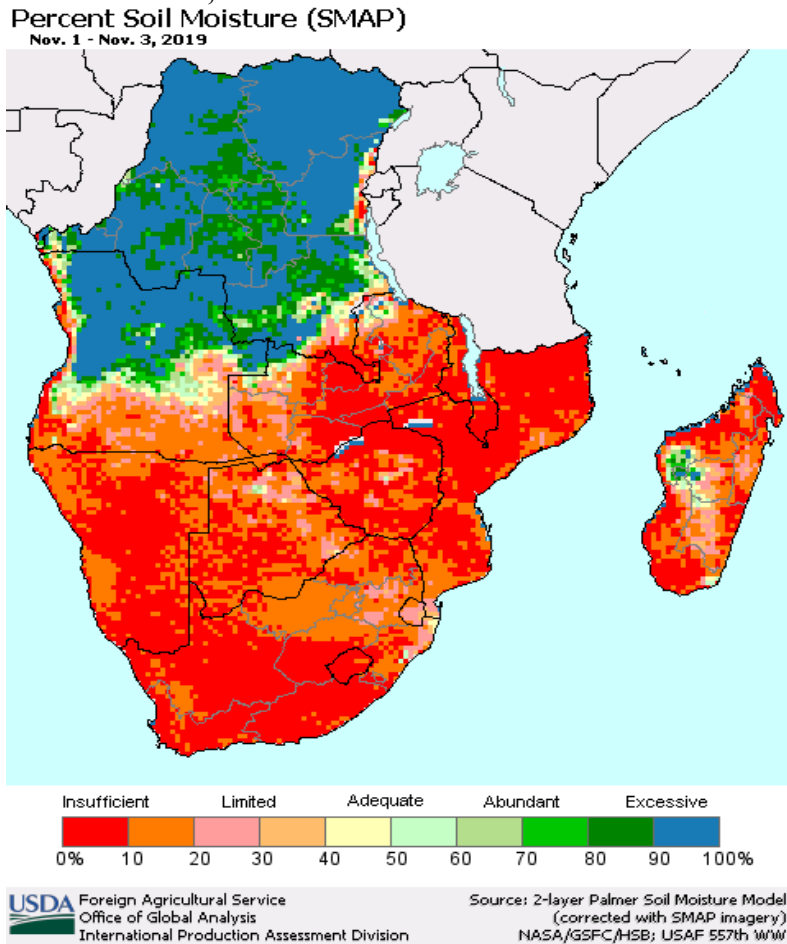 Percent Soil Moisture (SMAP)
Nov. 1 - Nov. 3, 2019
Insufficient Limited Adequate Abundant Excessive
0% 10 20 30 40 50 60 70 80 90 100%
USDA Foreign Agricultural Service
Office of Global Analysis
International Production Assessment Division
Source: 2-layer Palmer Soil Moisture Model
(corrected with SMAP imagery)
NASA/GSFC/HSB; USAF 557th WW